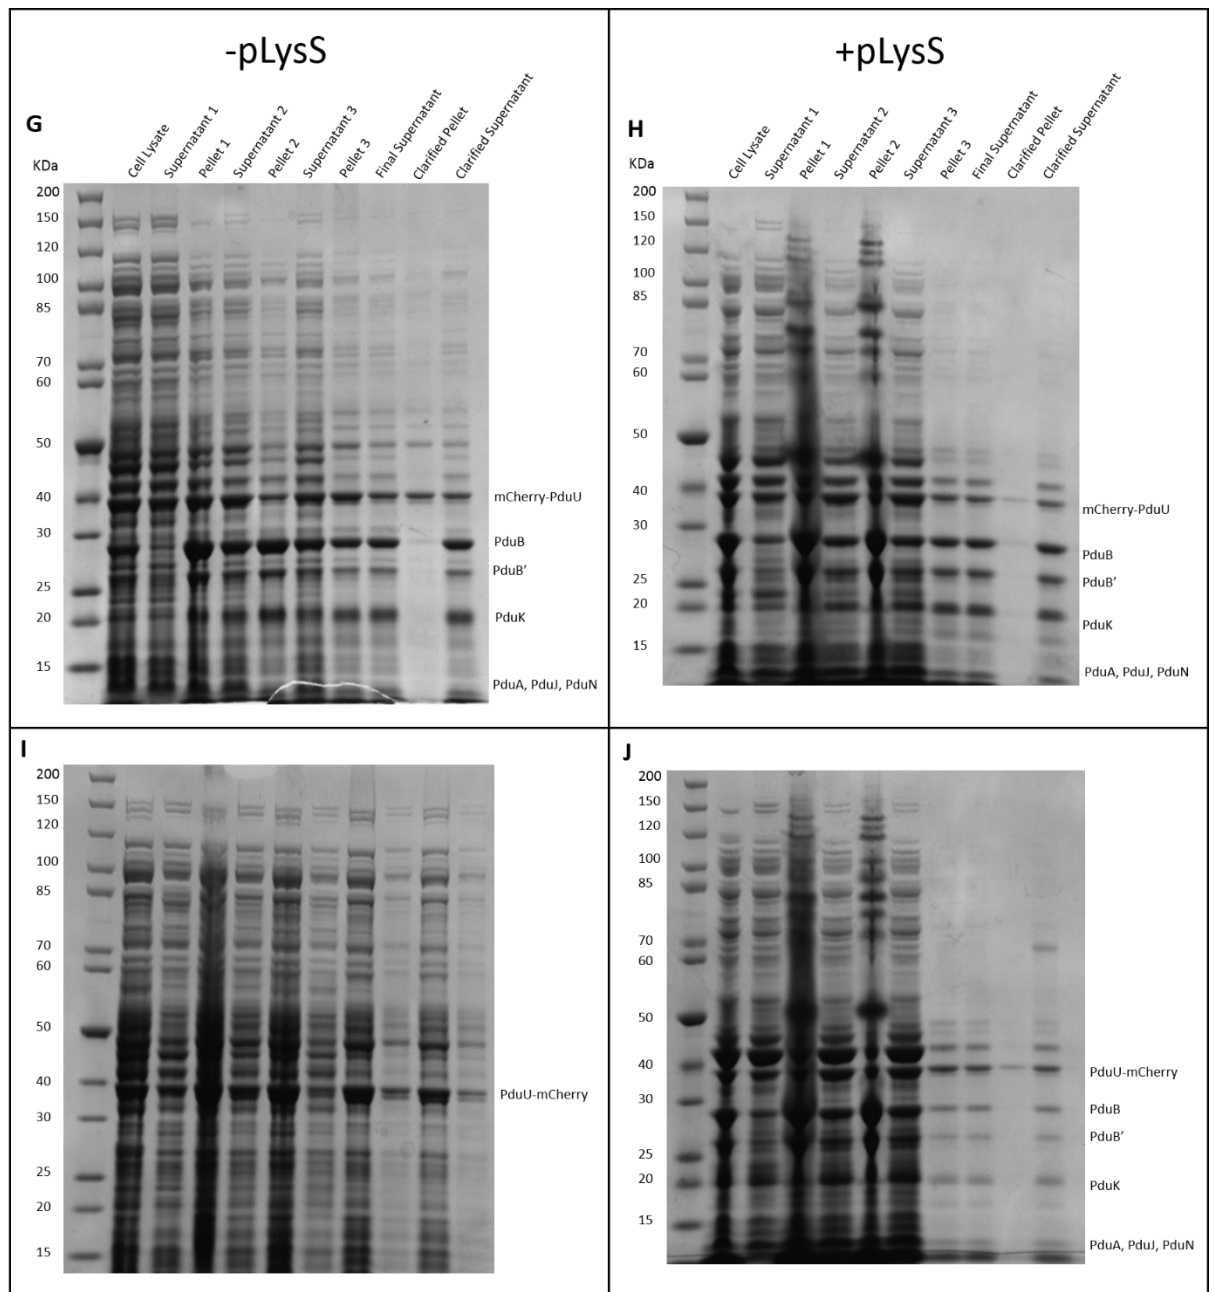 -pLysS
+pLysS
G
KDa
Cell Lysate
Supernatant 1
Pellet 1
Supernatant 2
Pellet 2
Supernatant 3
Pellet 3
Final Supernatant
Clarified Pellet
Clarified Supernatant
200
150
120
100
85
70
60
50
40
30
25
20
15
mCherry-PduU
PduB
PduB’
PduK
PduA, PduJ, PduN
H
KDa
Cell Lysate
Supernatant 1
Pellet 1
Supernatant 2
Pellet 2
Supernatant 3
Pellet 3
Final Supernatant
Clarified Pellet
Clarified Supernatant
200
150
120
100
85
70
60
50
40
30
25
20
15
mCherry-PduU
PduB
PduB’
PduK
PduA, PduJ, PduN
I
200
150
120
100
85
70
60
50
40
30
25
20
15
PduU-mCherry
J
200
150
120
100
85
70
60
50
40
30
25
20
15
PduU-mCherry
PduB
PduB’
PduK
PduA, PduJ, PduN